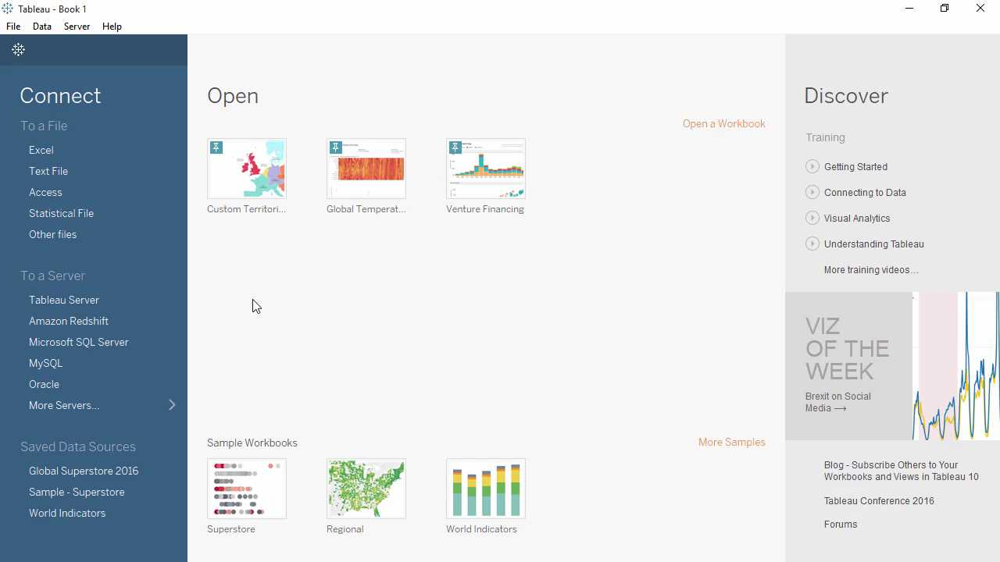 Tableau - Book 1
File Data Server Help
Connect
To a File
Excel
Text File
Access
Statistical File
Other files
To a Server
Tableau Server
Amazon Redshift
Microsoft SQL Server
MySQL
Oracle
More Servers...
Saved Data Sources
Global Superstore 2016
Sample - Superstore
World Indicators
Open
Open a Workbook
Custom Territori...
Global Temperat...
Venture Financing
Sample Workbooks
More Samples
Superstore
Regional
World Indicators
Discover
Training
Getting Started
Connecting to Data
Visual Analytics
Understanding Tableau
More training videos...
VIZ
OF THE
WEEK
Brexit on Social
Media →
Blog - Subscribe Others to Your
Workbooks and Views in Tableau 10
Tableau Conference 2016
Forums